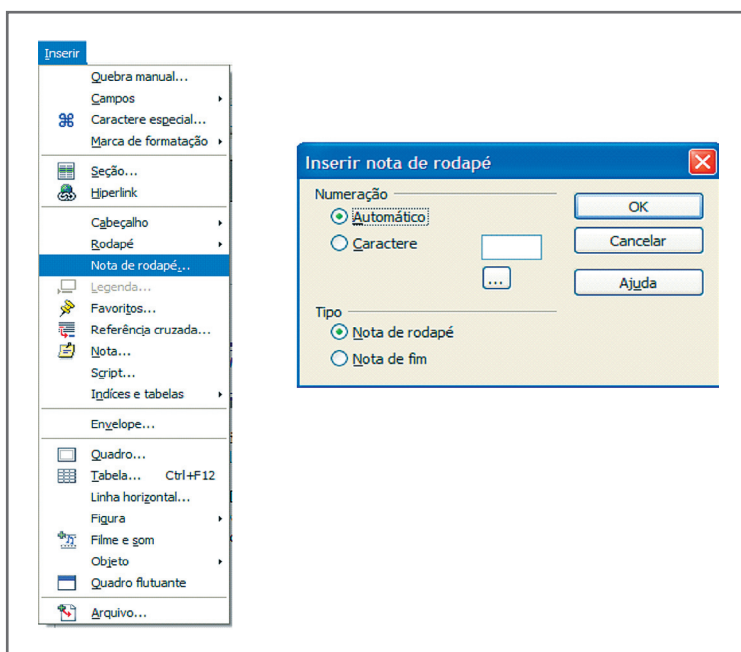 Inserir
Quebra manual...
Campos
Caractere especial...
Marca de formatação
Seção...
Hiperlink
Cabeçalho
Rodapé
Nota de rodapé...
Legenda...
Favoritos...
Referência cruzada...
Nota...
Script...
Indíces e tabelas
Envelope...
Quadro...
Tabela... Ctrl+F12
Linha horizontal...
Figura
Filme e som
Objeto
Quadro flutuante
Arquivo...
Inserir nota de rodapé
Numeração
Automático
Caractere
...
Tipo
Nota de rodapé
Nota de fim
OK
Cancelar
Ajuda